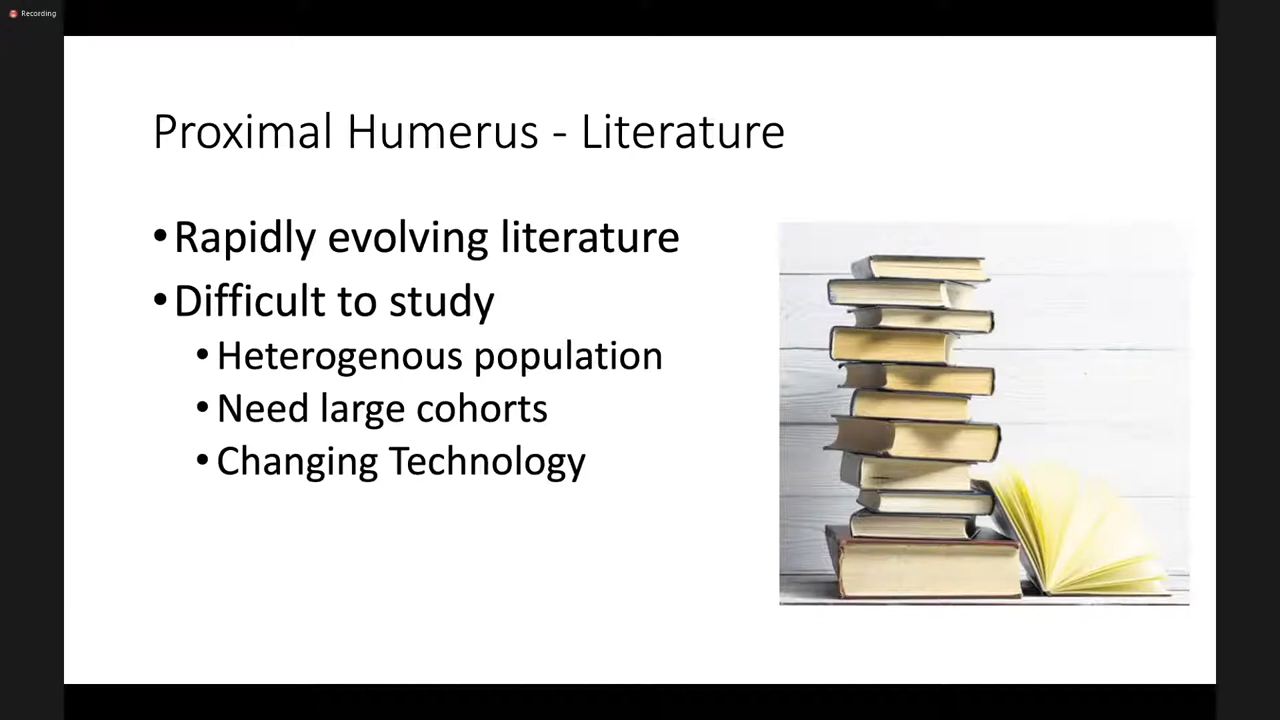 Recording
Proximal Humerus - Literature
•Rapidly evolving literature
•Difficult to study
•Heterogenous population
•Need large cohorts
•Changing Technology